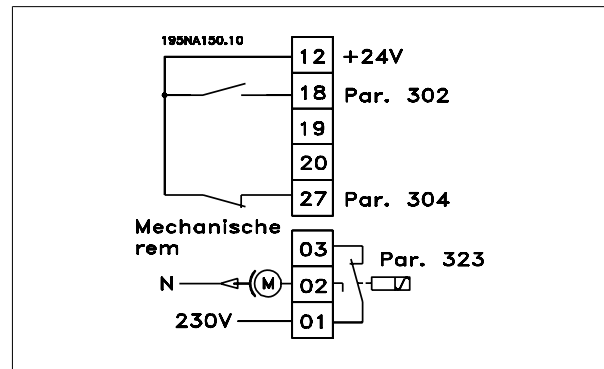 195NA150.10
12 +24V
18 Par. 302
19
20
27 Par. 304
Mechanische
rem
03
Par. 323
N M 02
230V 01